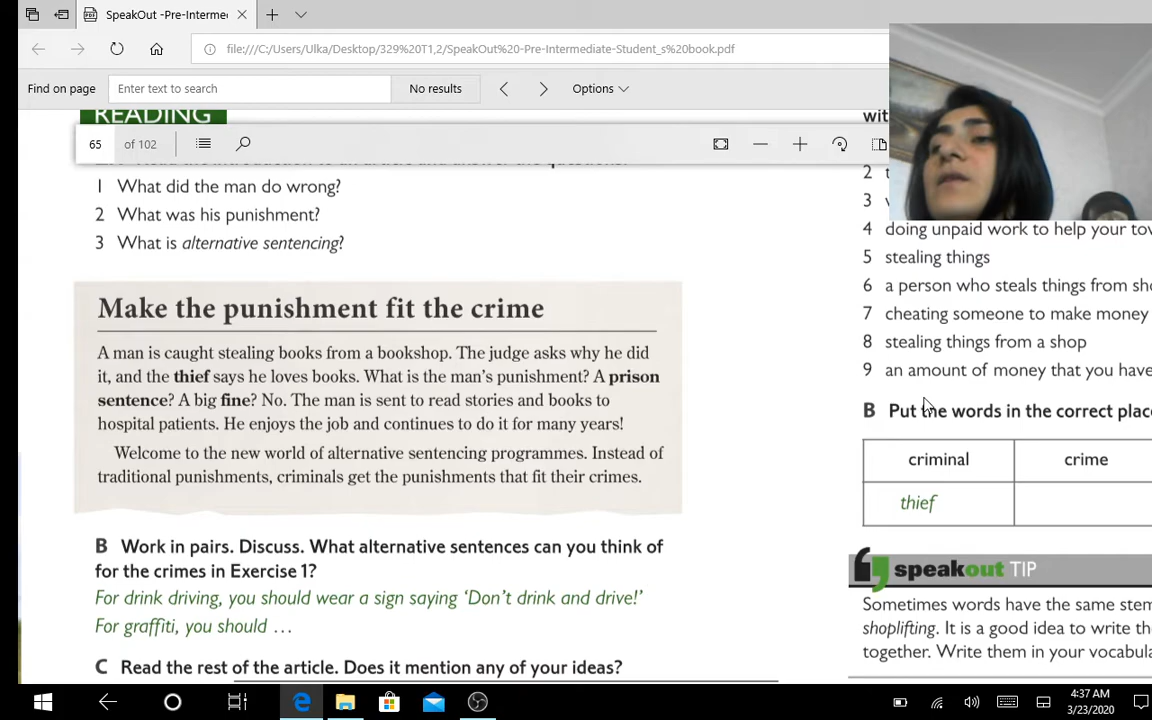 SpeakOut -Pre-Interme
file:///C:/Users/Ulka/Desktop/329%20T1,2/SpeakOut%20-Pre-Intermediate-Student_s%20book.pdf
Find on page
Enter text to search
No results
Options
READING
65
of 102
1 What did the man do wrong?
2 What was his punishment?
3 What is alternative sentencing?
Make the punishment fit the crime
A man is caught stealing books from a bookshop. The judge asks why he did
it, and the thief says he loves books. What is the man's punishment? A prison
sentence? A big fine? No. The man is sent to read stories and books to
hospital patients. He enjoys the job and continues to do it for many years!
Welcome to the new world of alternative sentencing programmes. Instead of
traditional punishments, criminals get the punishments that fit their crimes.
B Work in pairs. Discuss. What alternative sentences can you think of
for the crimes in Exercise 1?
For drink driving, you should wear a sign saying 'Don't drink and drive!'
For graffiti, you should ...
C Read the rest of the article. Does it mention any of your ideas?
wit
2 t
3 v
4 doing unpaid work to help your tov
5 stealing things
6 a person who steals things from sho
7 cheating someone to make money
8 stealing things from a shop
9 an amount of money that you have
B Put the words in the correct place
criminal
crime
thief
speakout TIP
Sometimes words have the same stem
shoplifting. It is a good idea to write the
together. Write them in your vocabula
4:37 AM
3/23/2020